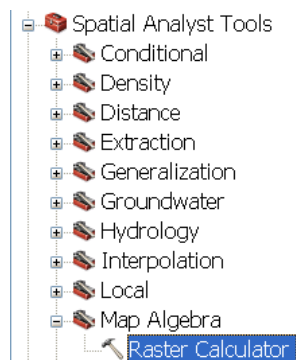 Spatial Analyst Tools
Conditional
Density
Distance
Extraction
Generalization
Groundwater
Hydrology
Interpolation
Local
Map Algebra
Raster Calculator